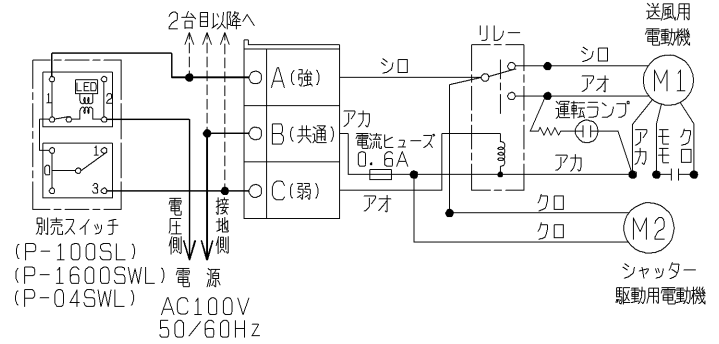 2台目以降へ
送風用
電動機
リレー
LED
1
2
A(強)
シロ
シロ
アオ
M1
B(共通)
アカ
電流ヒューズ
0.6A
運転ランプ
アカ
モモ
クロ
0
1
3
C(弱)
アオ
アカ
別売スイッチ
(P-100SL)
(P-1600SWL)
(P-04SWL)
電圧側
接地側
電源
AC100V
50/60Hz
クロ
クロ
M2
シャッター
駆動用電動機